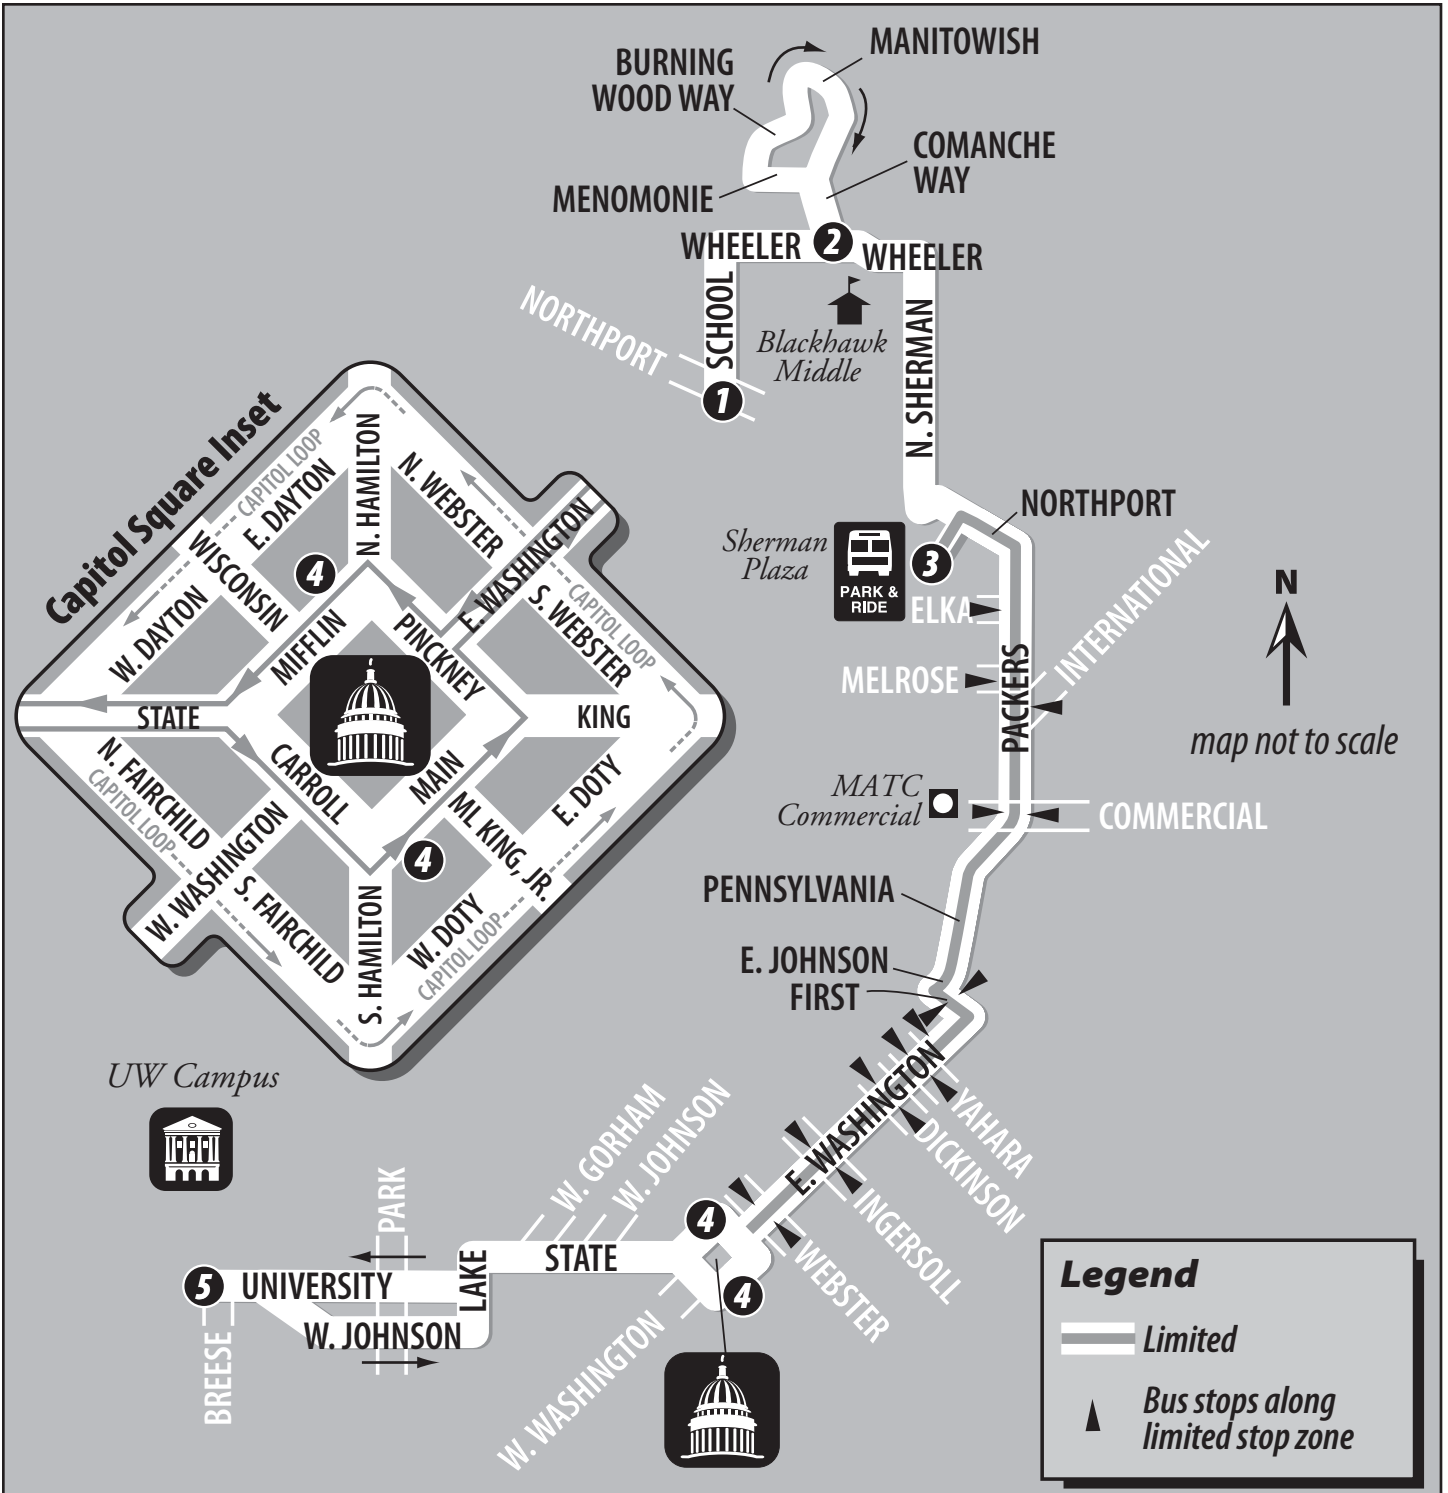 MANITOWISH
BURNING
WOOD WAY
COMANCHE
WAY
MENOMONIE
WHEELER
2
WHEELER
SCHOOL
NORTHPORT
Blackhawk
Middle
N. SHERMAN
1
Capitol Square Inset
CAPITOL LOOP
E. DAYTON
N. HAMILTON
N. WEBSTER
WISCONSIN
4
E. WASHINGTON
CAPITOL LOOP
S. WEBSTER
W. DAYTON
MIFFLIN
PINCKNEY
STATE
KING
N. FAIRCHILD
CAPITOL LOOP
CARROLL
MAIN
E. DOTY
W. WASHINGTON
ML KING, JR.
4
S. FAIRCHILD
S. HAMILTON
W. DOTY
CAPITOL LOOP
NORTHPORT
Sherman
Plaza
PARK &
RIDE
3
ELKA
INTERNATIONAL
MELROSE
PACKERS
N
map not to scale
MATC
Commercial
COMMERCIAL
PENNSYLVANIA
E. JOHNSON
FIRST
E. WASHINGTON
YAHARA
DICKINSON
INGERSOLL
WEBSTER
UW Campus
W. GORHAM
W. JOHNSON
PARK
4
STATE
LAKE
5
UNIVERSITY
4
W. JOHNSON
BREESE
W. WASHINGTON
Legend
Limited
Bus stops along
limited stop zone